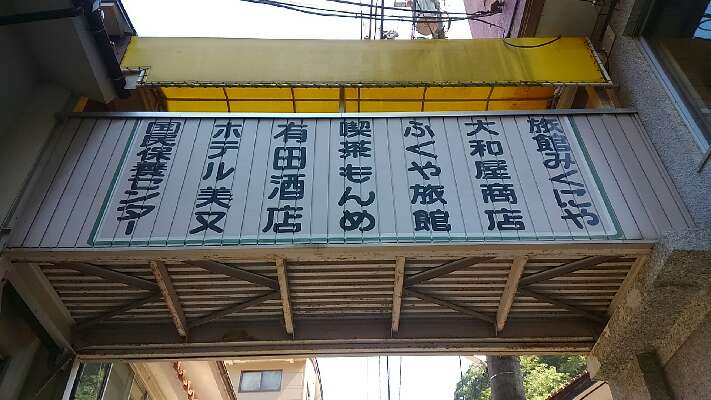 旅館みくにや
大和屋商店
ふくや旅館
喫茶もんめ
有田酒店
ホテル美又
国民保養センター